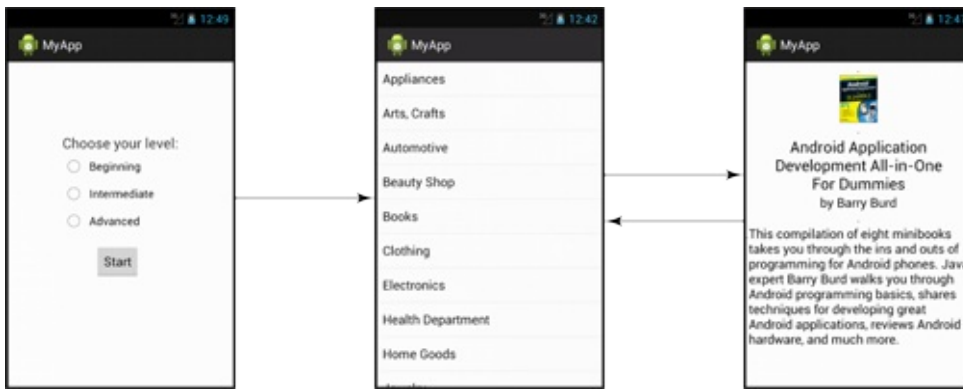 12:49
MyApp
Choose your level:
Beginning
Intermediate
Advanced
Start
12:42
MyApp
Appliances
Arts, Crafts
Automotive
Beauty Shop
Books
Clothing
Electronics
Health Department
Home Goods
MyApp
Android Application
Development All-in-One
For Dummies
by Barry Burd
This compilation of eight minibooks
takes you through the ins and outs of
programming for Android phones. Jav
expert Barry Burd walks you through
Android programming basics, shares
techniques for developing great
Android applications, reviews Android
hardware, and much more.